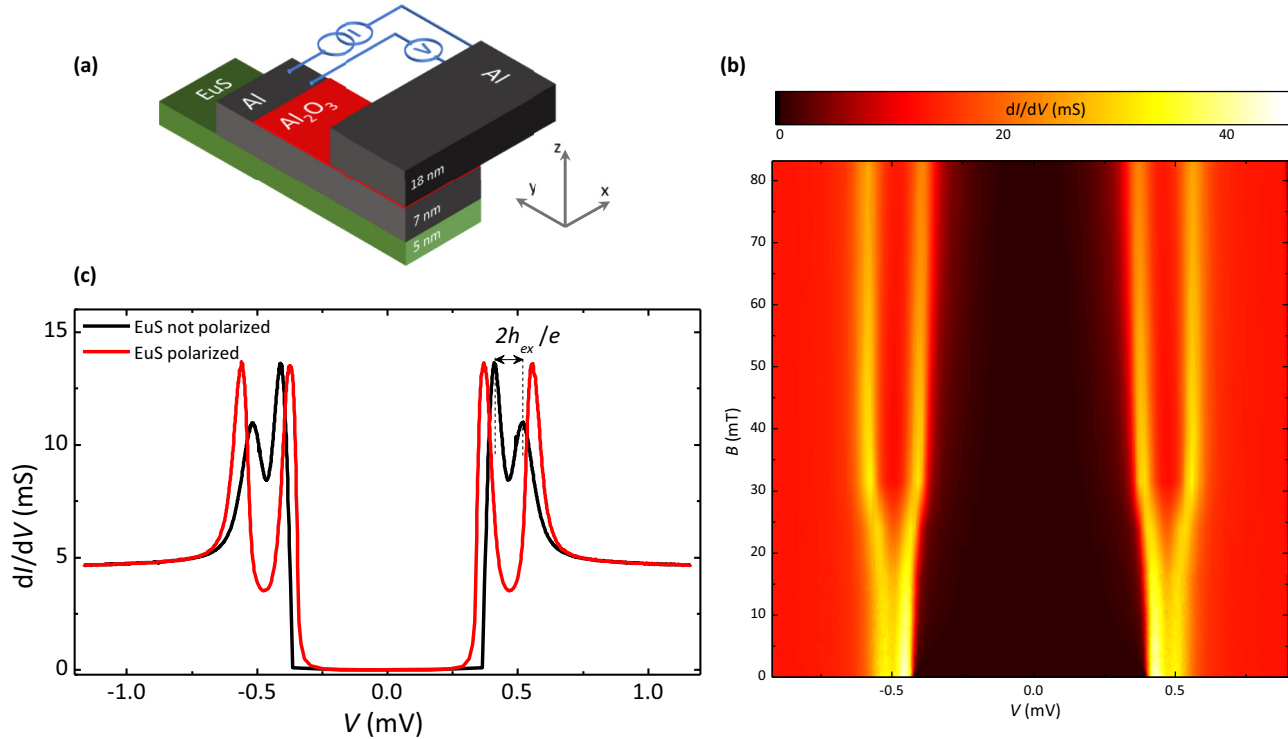 (a)
I
V
EuS
Al
Al₂O₃
Al
18 nm
7 nm
5 nm
z
y
x
(b)
dI/dV (mS)
0
20
40
80
70
60
50
40
30
20
10
0
B (mT)
-0.5
0.0
0.5
V (mV)
(c)
EuS not polarized
EuS polarized
2h_ex/e
15
10
5
0
dI/dV (mS)
-1.0
-0.5
0.0
0.5
1.0
V (mV)